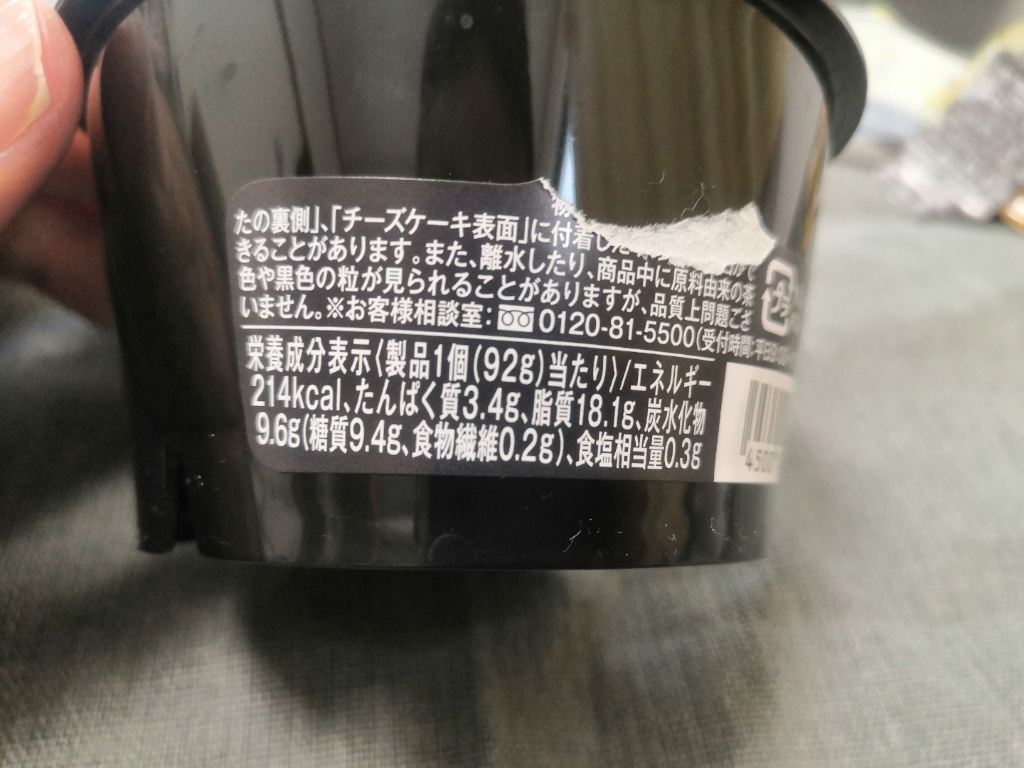 たの裏側」、「チーズケーキ表面」に付着した
きることがあります。また、離水したり、商品中に原料由来の茶
色や黒色の粒が見られることがありますが、品質上問題ござ
いません。※お客様相談室:0120-81-5500(受付時間:平日
栄養成分表示〈製品1個(92g)当たり〉/エネルギー
214kcal、たんぱく質3.4g、脂質18.1g、炭水化物
9.6g(糖質9.4g、食物繊維0.2g)、食塩相当量0.3g